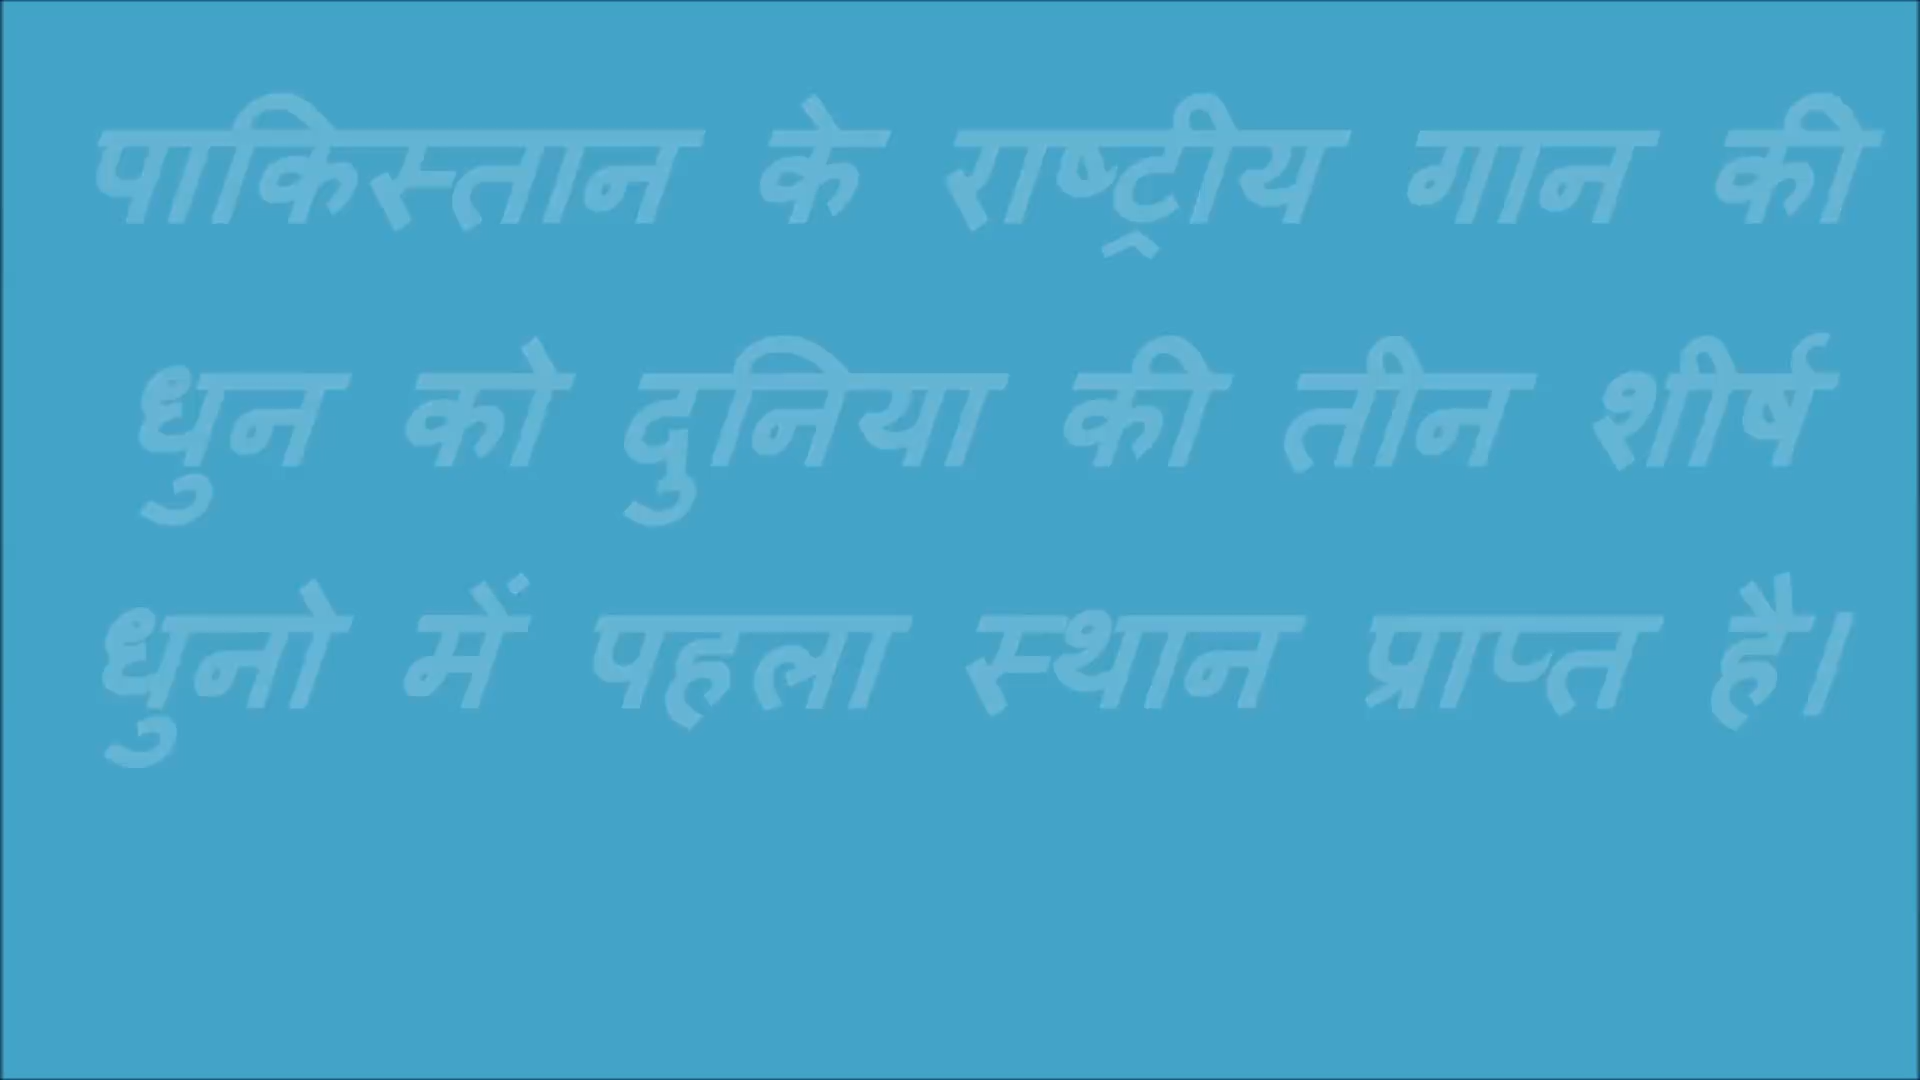 पाकिस्तान के राष्ट्रीय गान की
धुन को दुनिया की तीन शीर्ष
धुनो में पहला स्थान प्राप्त है।